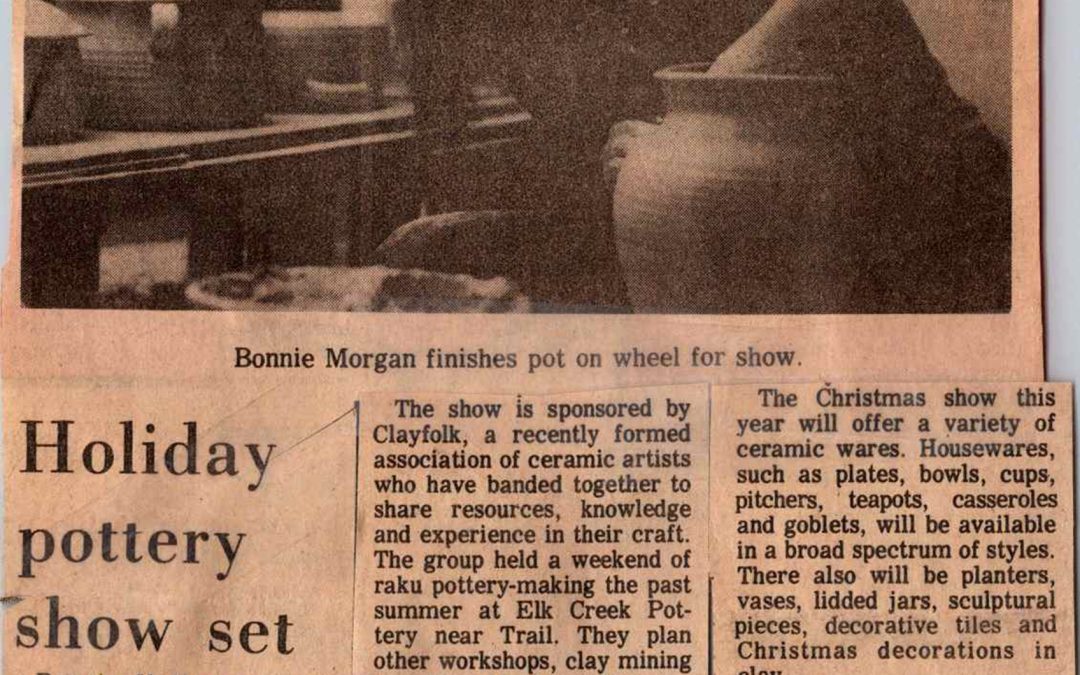 Bonnie Morgan finishes pot on wheel for show.
Holiday
pottery
show set
The show is sponsored by
Clayfolk, a recently formed
association of ceramic artists
who have banded together to
share resources, knowledge
and experience in their craft.
The group held a weekend of
raku pottery-making the past
summer at Elk Creek Pot-
tery near Trail. They plan
other workshops, clay mining
The Christmas show this
year will offer a variety of
ceramic wares. Housewares,
such as plates, bowls, cups,
pitchers, teapots, casseroles
and goblets, will be available
in a broad spectrum of styles.
There also will be planters,
vases, lidded jars, sculptural
pieces, decorative tiles and
Christmas decorations in